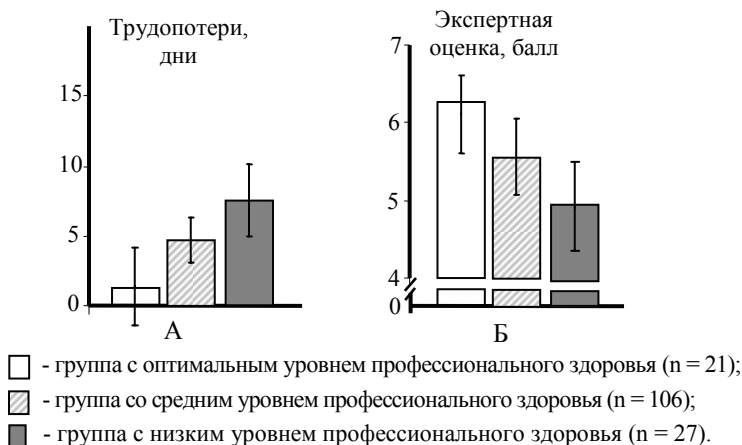 Трудопотери,
дни
15
10
5
0
А
Экспертная
оценка, балл
7
6
5
4
0
Б
- группа с оптимальным уровнем профессионального здоровья (n = 21);
- группа со средним уровнем профессионального здоровья (n = 106);
- группа с низким уровнем профессионального здоровья (n = 27).